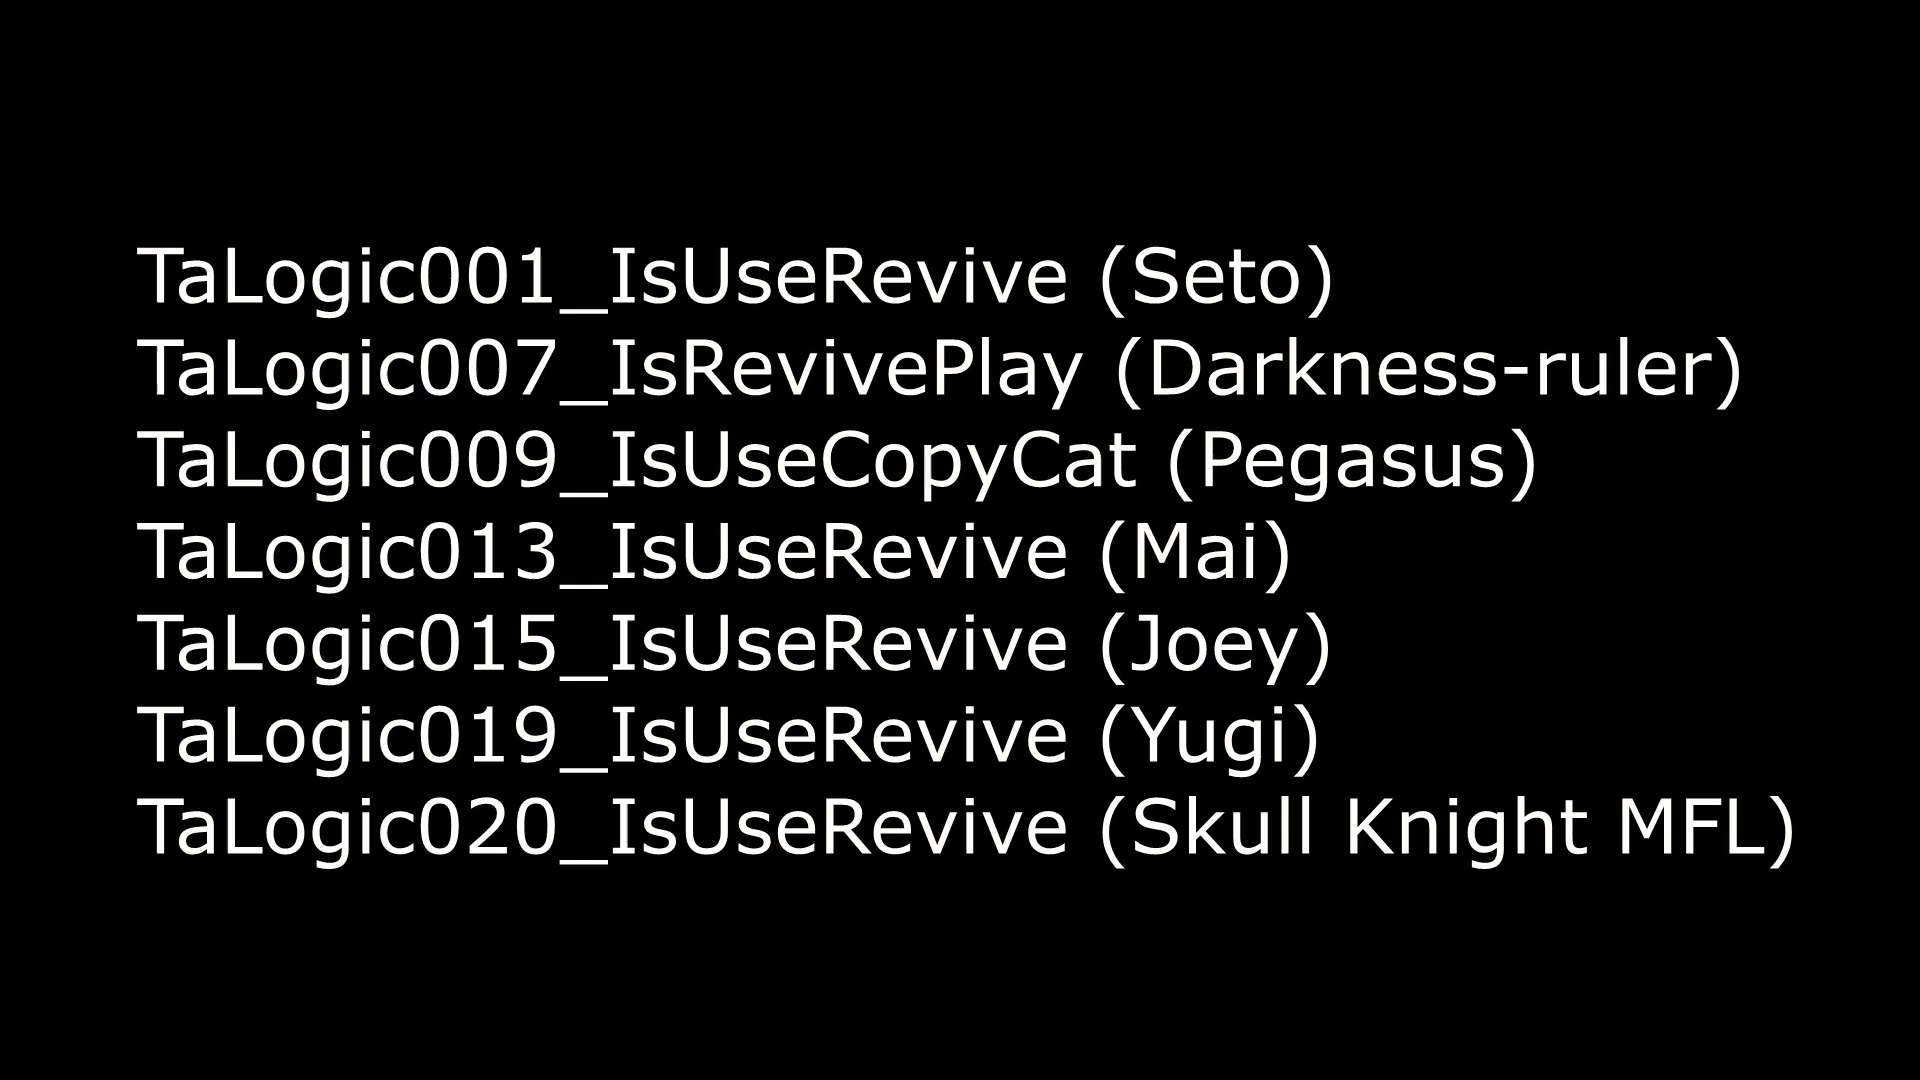 TaLogic001_IsUseRevive (Seto)
TaLogic007_IsRevivePlay (Darkness-ruler)
TaLogic009_IsUseCopyCat (Pegasus)
TaLogic013_IsUseRevive (Mai)
TaLogic015_IsUseRevive (Joey)
TaLogic019_IsUseRevive (Yugi)
TaLogic020_IsUseRevive (Skull Knight MFL)